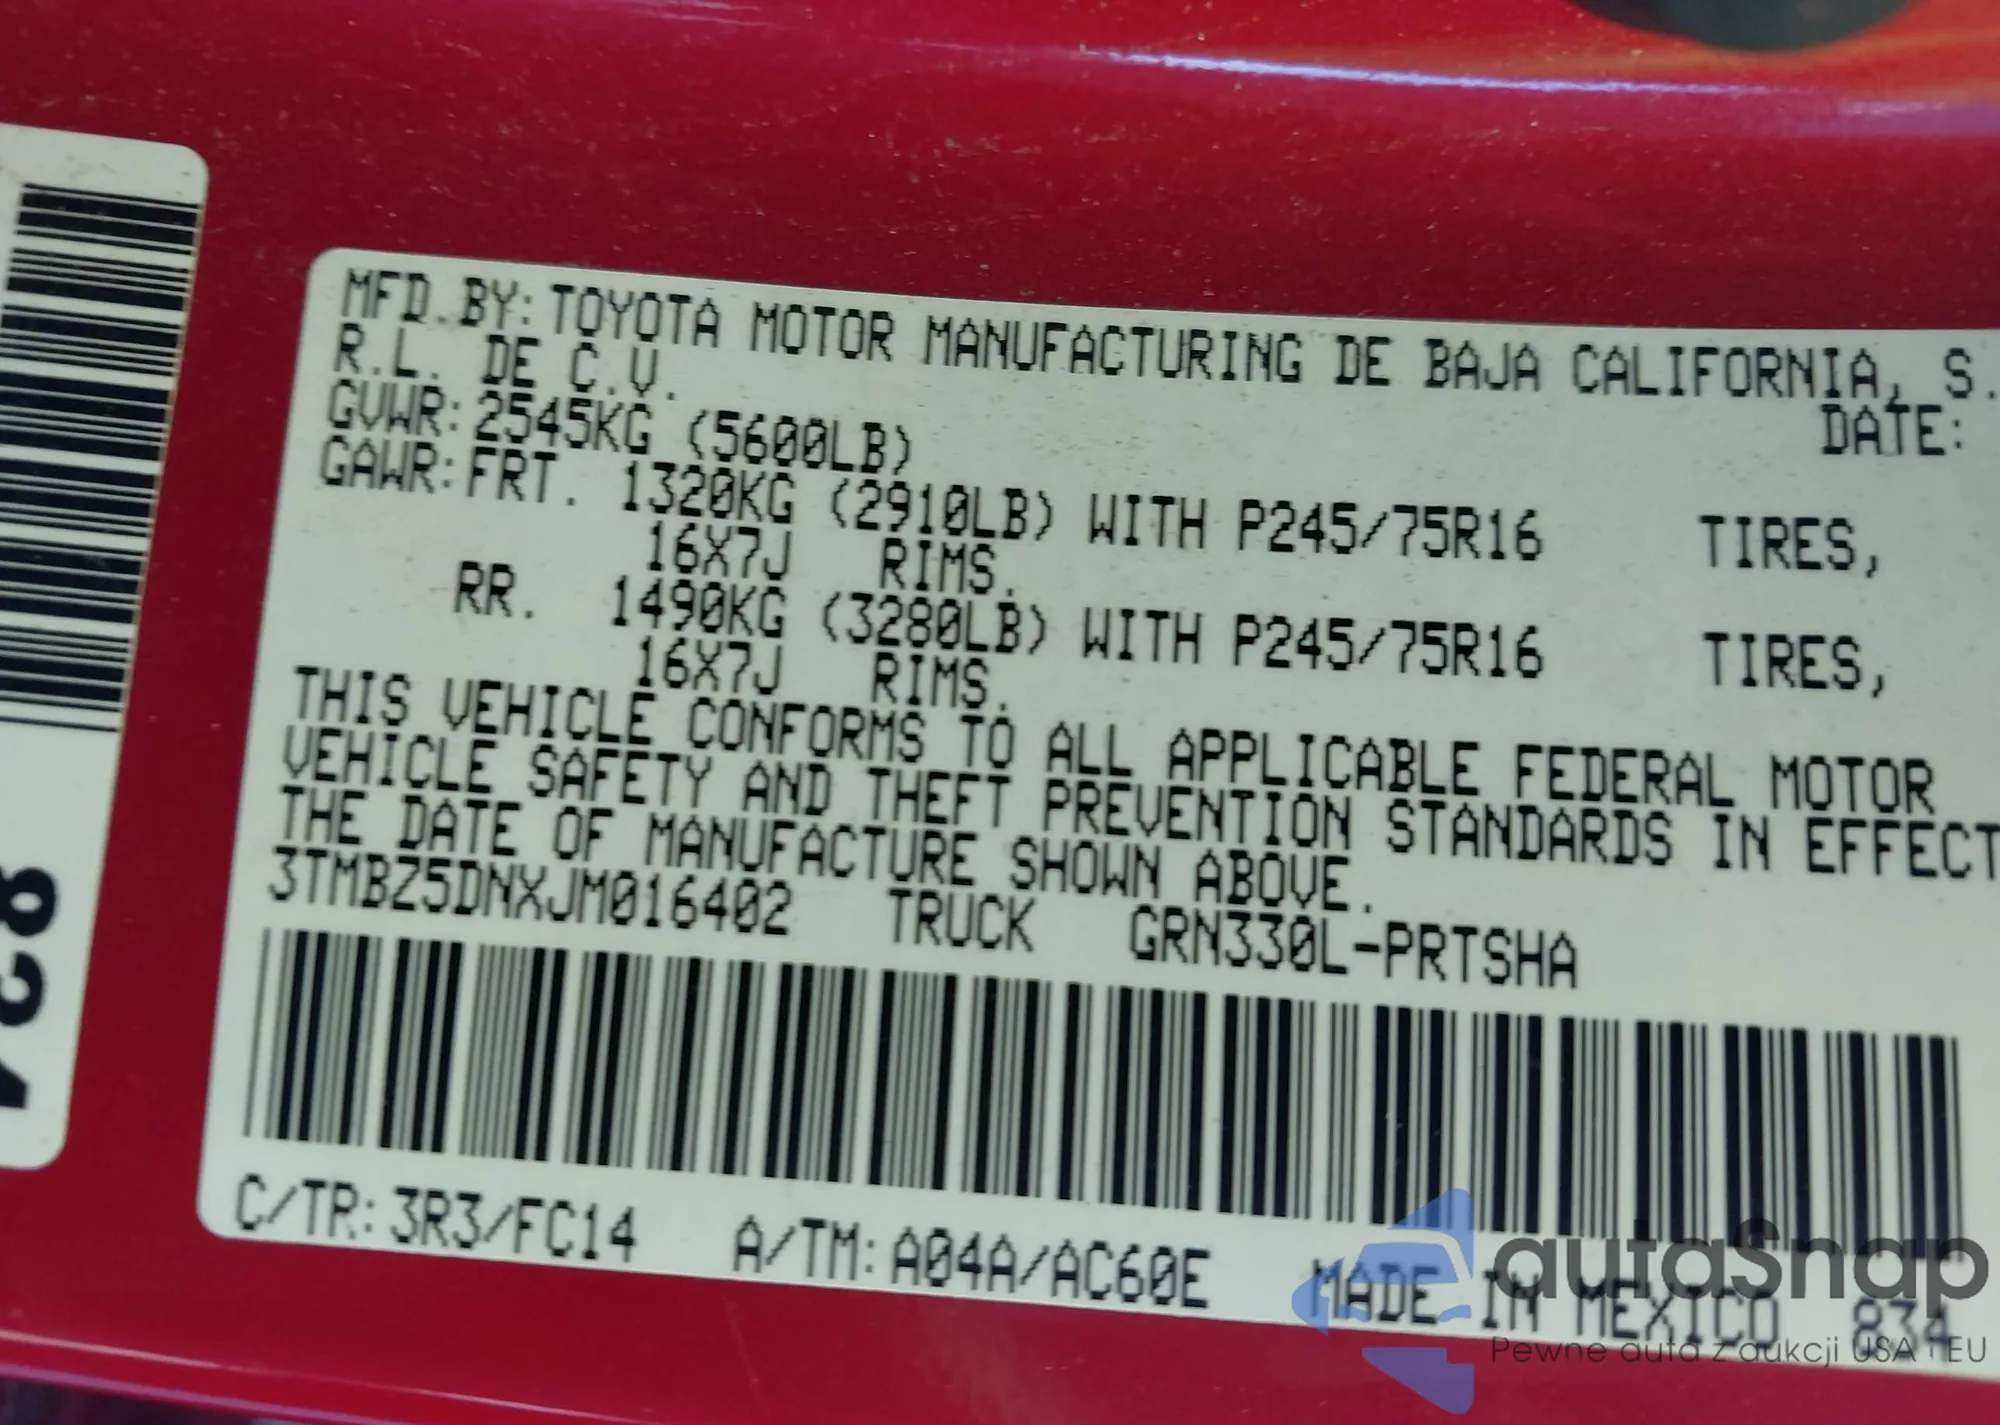 MFD.BY: TOYOTA MOTOR MANUFACTURING DE BAJA CALIFORNIA, S.
R.L. DE C.V. DATE:
GVWR: 2545KG (5600LB)
GAWR: FRT. 1320KG (2910LB) WITH P245/75R16 TIRES,
16X7J RIMS.
RR. 1490KG (3280LB) WITH P245/75R16 TIRES,
16X7J RIMS.
THIS VEHICLE CONFORMS TO ALL APPLICABLE FEDERAL MOTOR
VEHICLE SAFETY AND THEFT PREVENTION STANDARDS IN EFFECT
THE DATE OF MANUFACTURE SHOWN ABOVE.
3TMBZ5DNXJM016402 TRUCK GRN330L-PRTSHA
C/TR: 3R3/FC14 A/TM: A04A/AC60E MADE IN MEXICO 834
autaSnap
Pewne auta z aukcji USA i EU